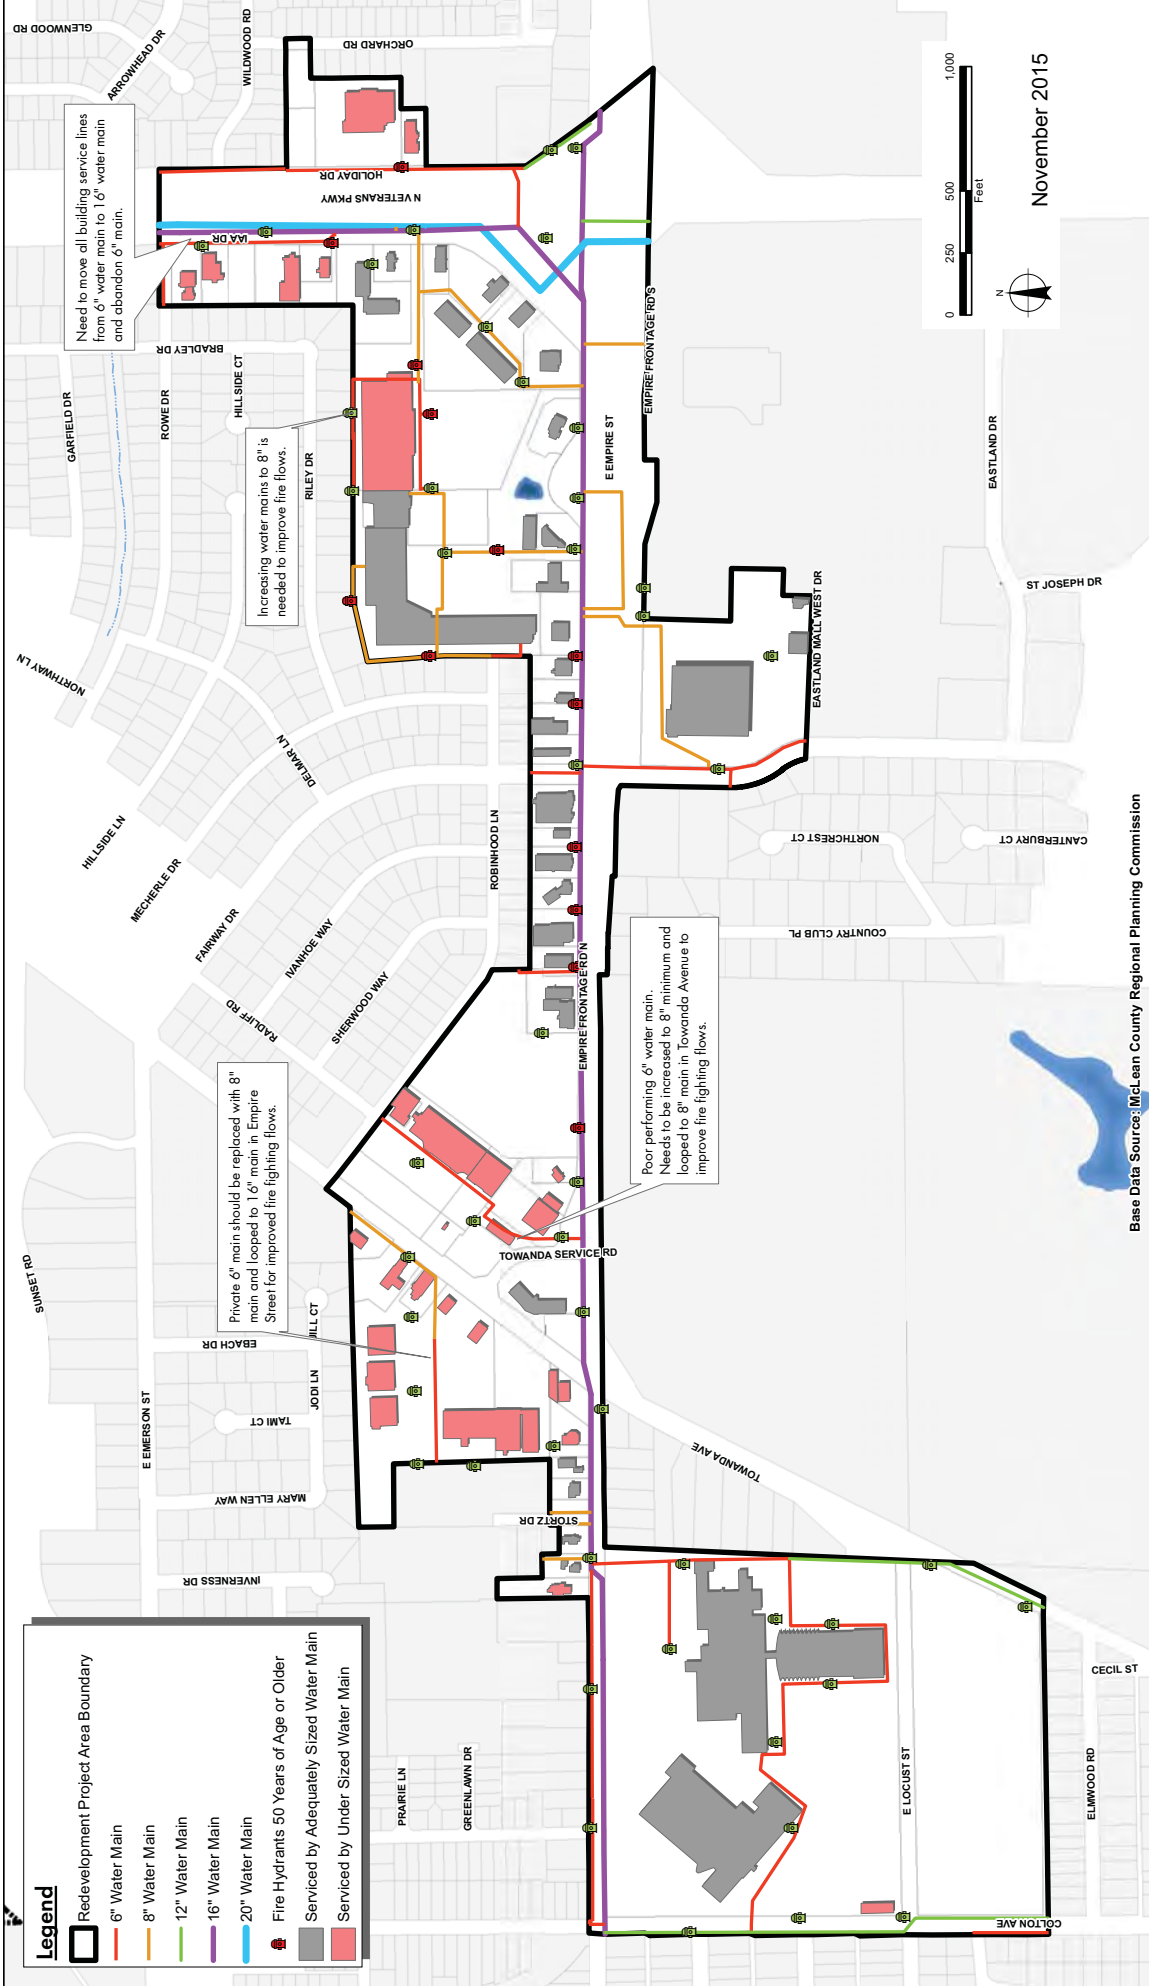 Legend
Redevelopment Project Area Boundary
6" Water Main
8" Water Main
12" Water Main
16" Water Main
20" Water Main
Fire Hydrants 50 Years of Age or Older
Serviced by Adequately Sized Water Main
Serviced by Under Sized Water Main
Private 6" main should be replaced with 8"
main and looped to 16" main in Empire
Street for improved fire fighting flows.
Increasing water mains to 8" is
needed to improve fire flows.
Need to move all building service lines
from 6" water main to 16" water main
and abandon 6" main.
Poor performing 6" water main.
Needs to be increased to 8" minimum and
looped to 8" main in Towanda Avenue to
improve fire fighting flows.
SUNSET RD
E EMERSON ST
EBACH DR
JILL CT
JODI LN
TAMI CT
MARY ELLEN WAY
INVERNESS DR
STORTZ DR
PRAIRIE LN
GREENLAWN DR
TOWANDA SERVICE RD
TOWANDA AVE
RADLIFF RD
SHERWOOD WAY
IVANHOE WAY
FAIRWAY DR
MECHERLE DR
HILLSIDE LN
DELMAR LN
NORTHWAY LN
ROBINHOOD LN
RILEY DR
HILLSIDE CT
ROWE DR
GARFIELD DR
BRADLEY DR
IAA DR
N VETERANS PKWY
HOLIDAY DR
GLENWOOD RD
ARROWHEAD DR
WILDWOOD RD
ORCHARD RD
EMPIRE FRONTAGE RD N
E EMPIRE ST
EMPIRE FRONTAGE RD S
EASTLAND MALL WEST DR
EASTLAND DR
ST JOSEPH DR
NORTHCREST CT
CANTERBURY CT
COUNTRY CLUB PL
E LOCUST ST
COLTON AVE
ELMWOOD RD
CECIL ST
N
0
250
500
1,000
Feet
November 2015
Base Data Source: McLean County Regional Planning Commission